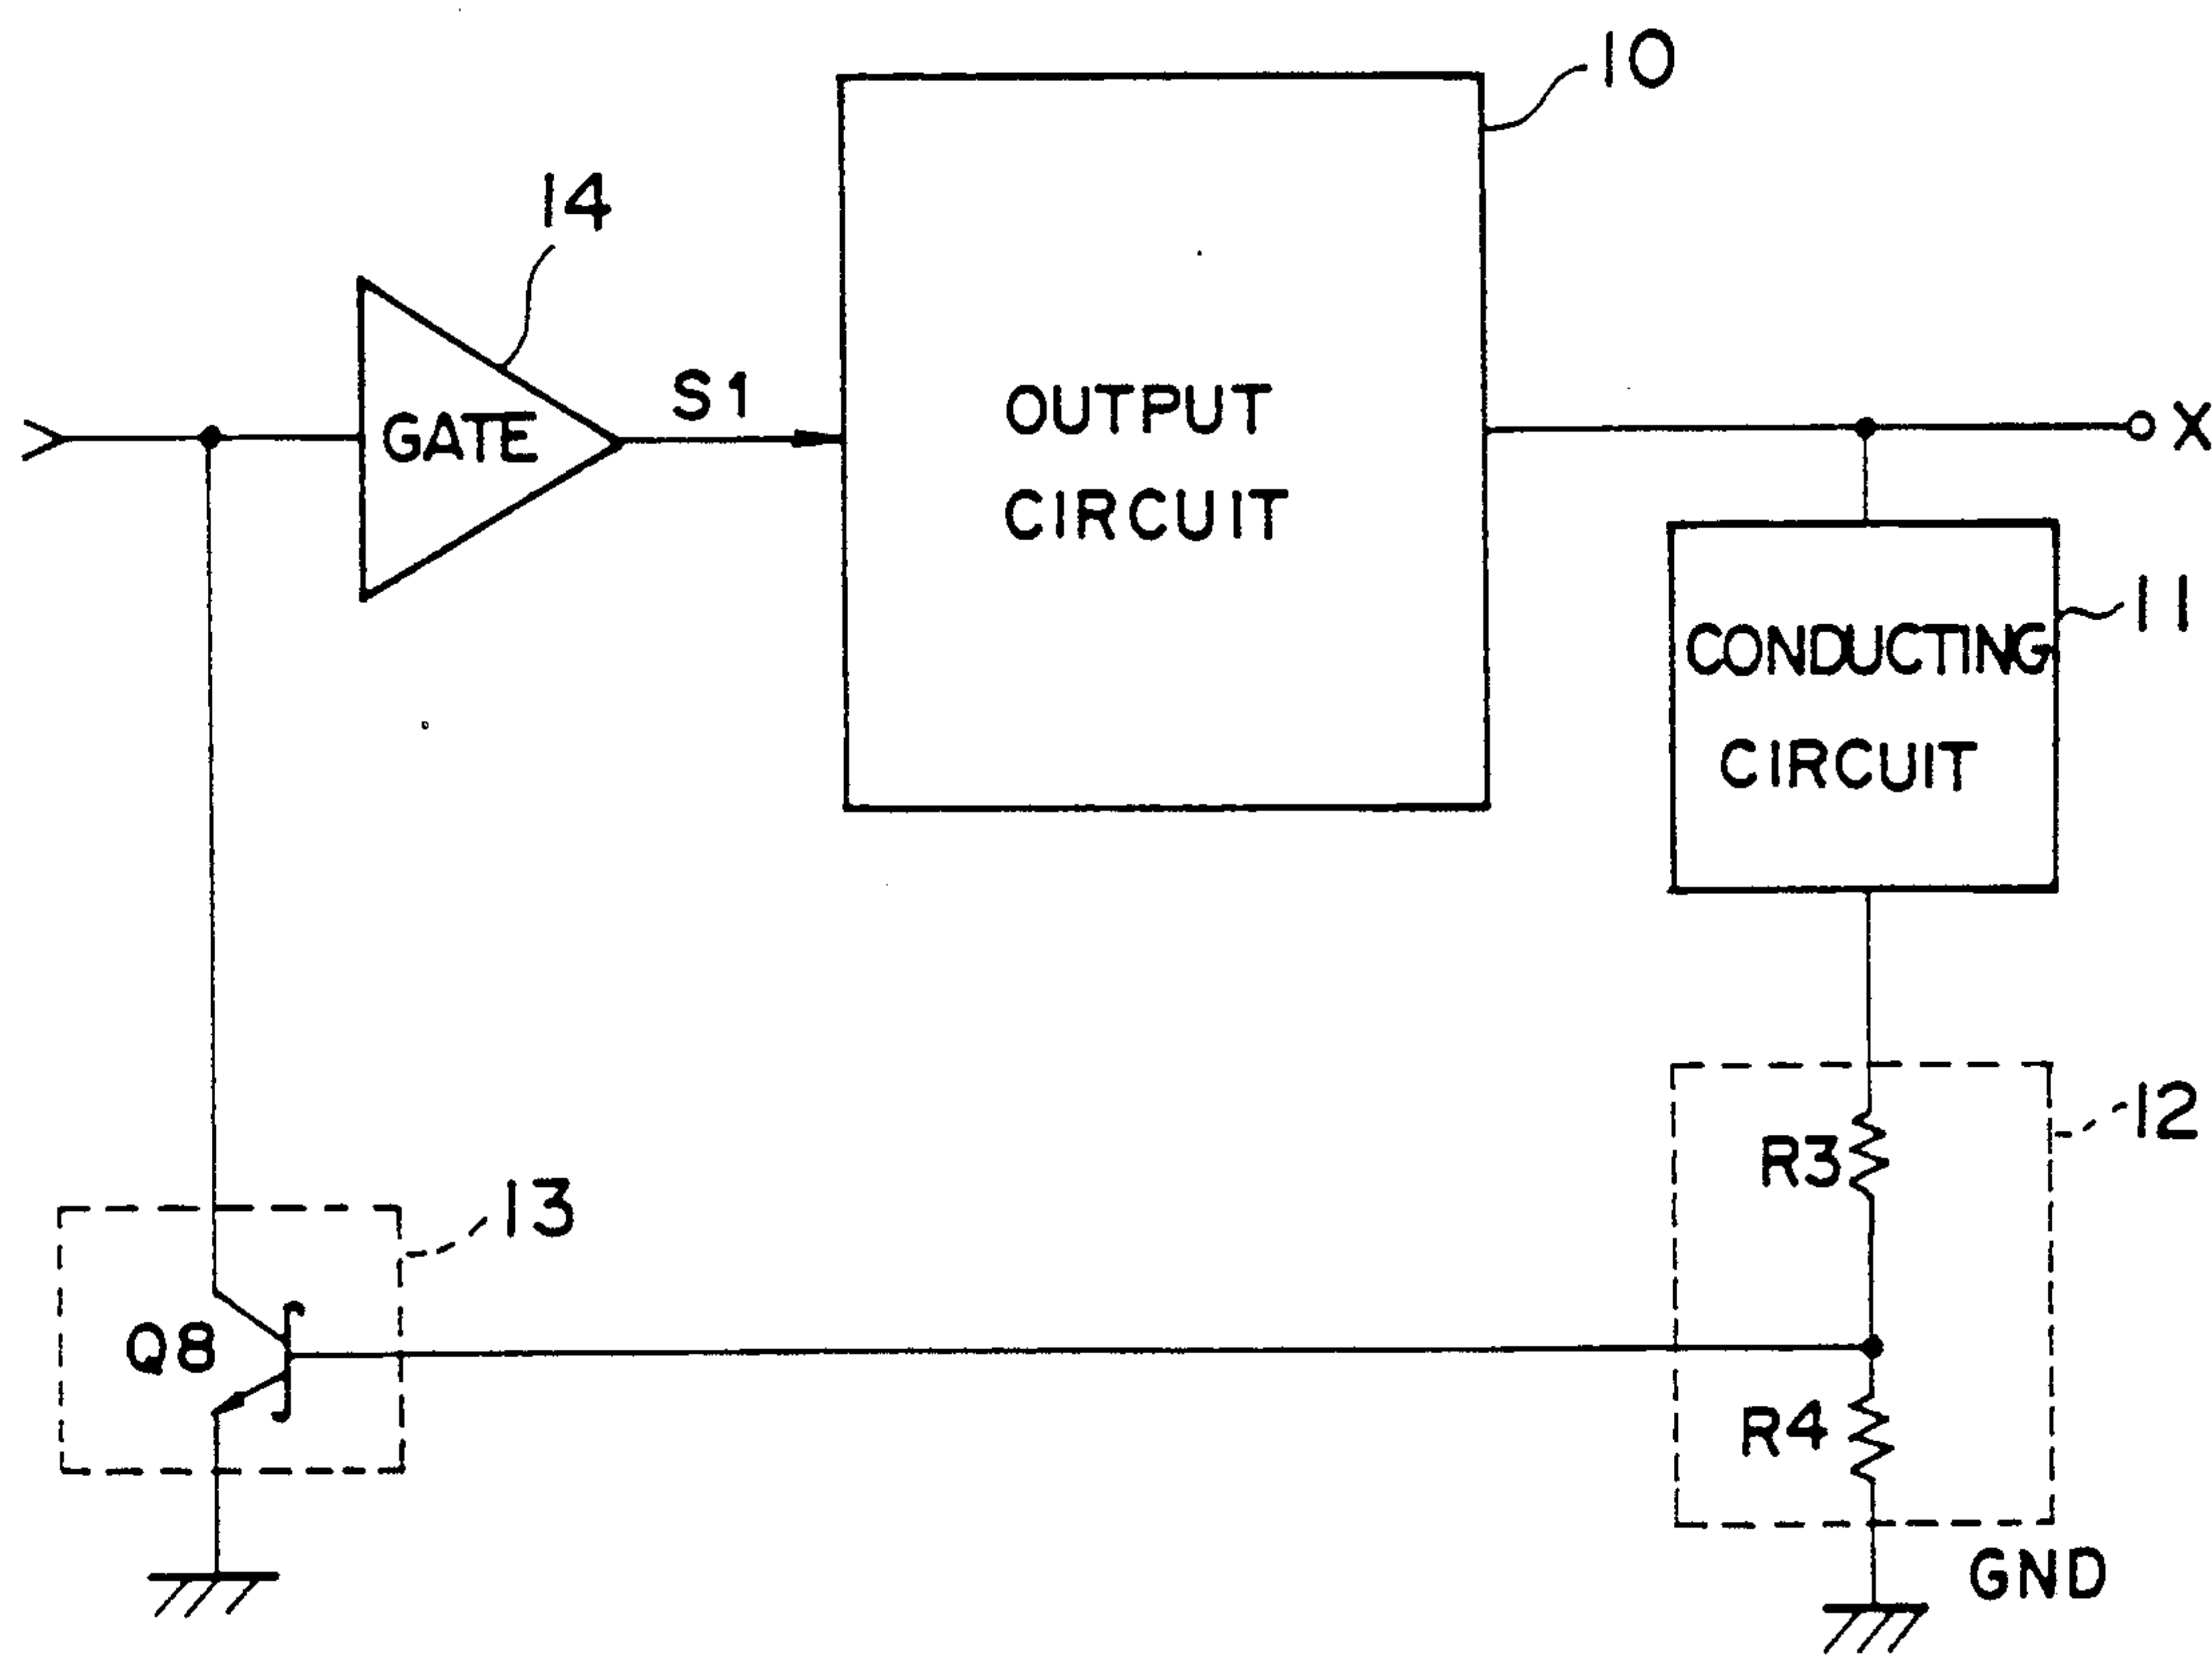 10
14
GATE
S1
OUTPUT
CIRCUIT
X
11
CONDUCTING
CIRCUIT
12
R3
13
Q8
R4
GND